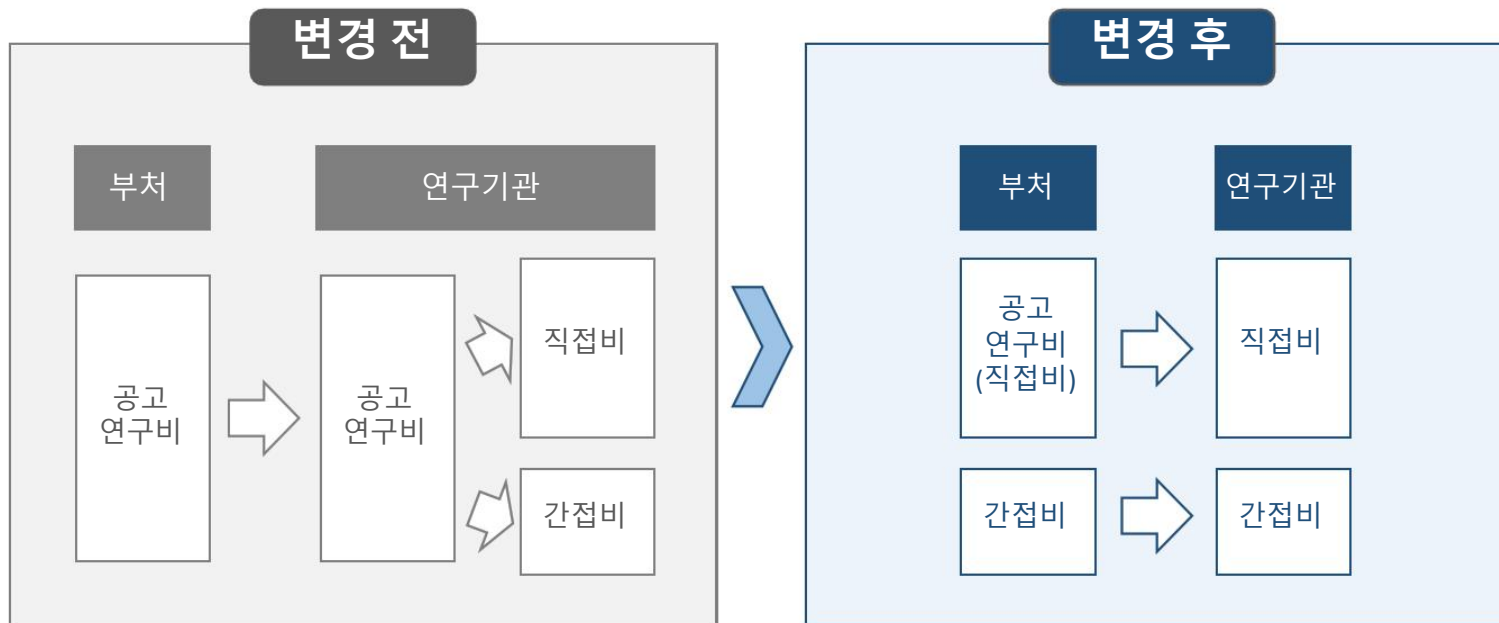 변경 전
부처
연구기관
공고
연구비
공고
연구비
직접비
간접비
변경 후
부처
연구기관
공고
연구비
(직접비)
직접비
간접비
간접비